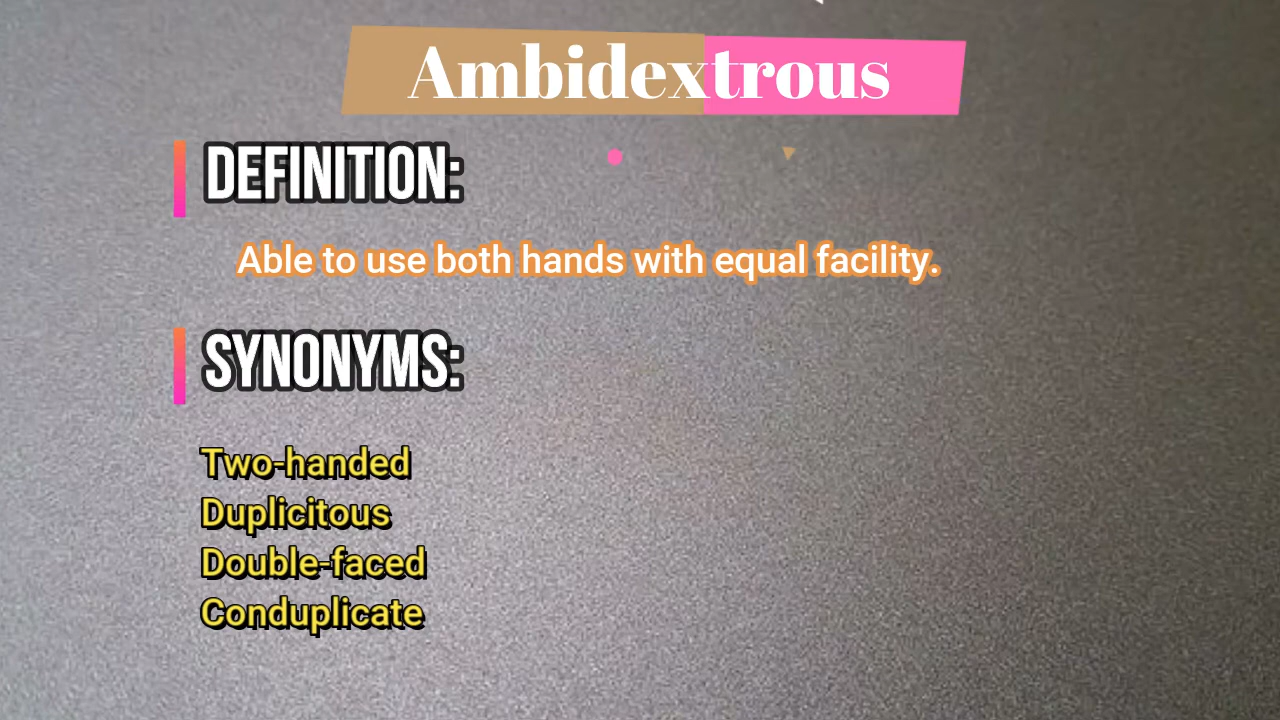 Ambidextrous
DEFINITION:
Able to use both hands with equal facility.
SYNONYMS:
Two-handed
Duplicitous
Double-faced
Conduplicate